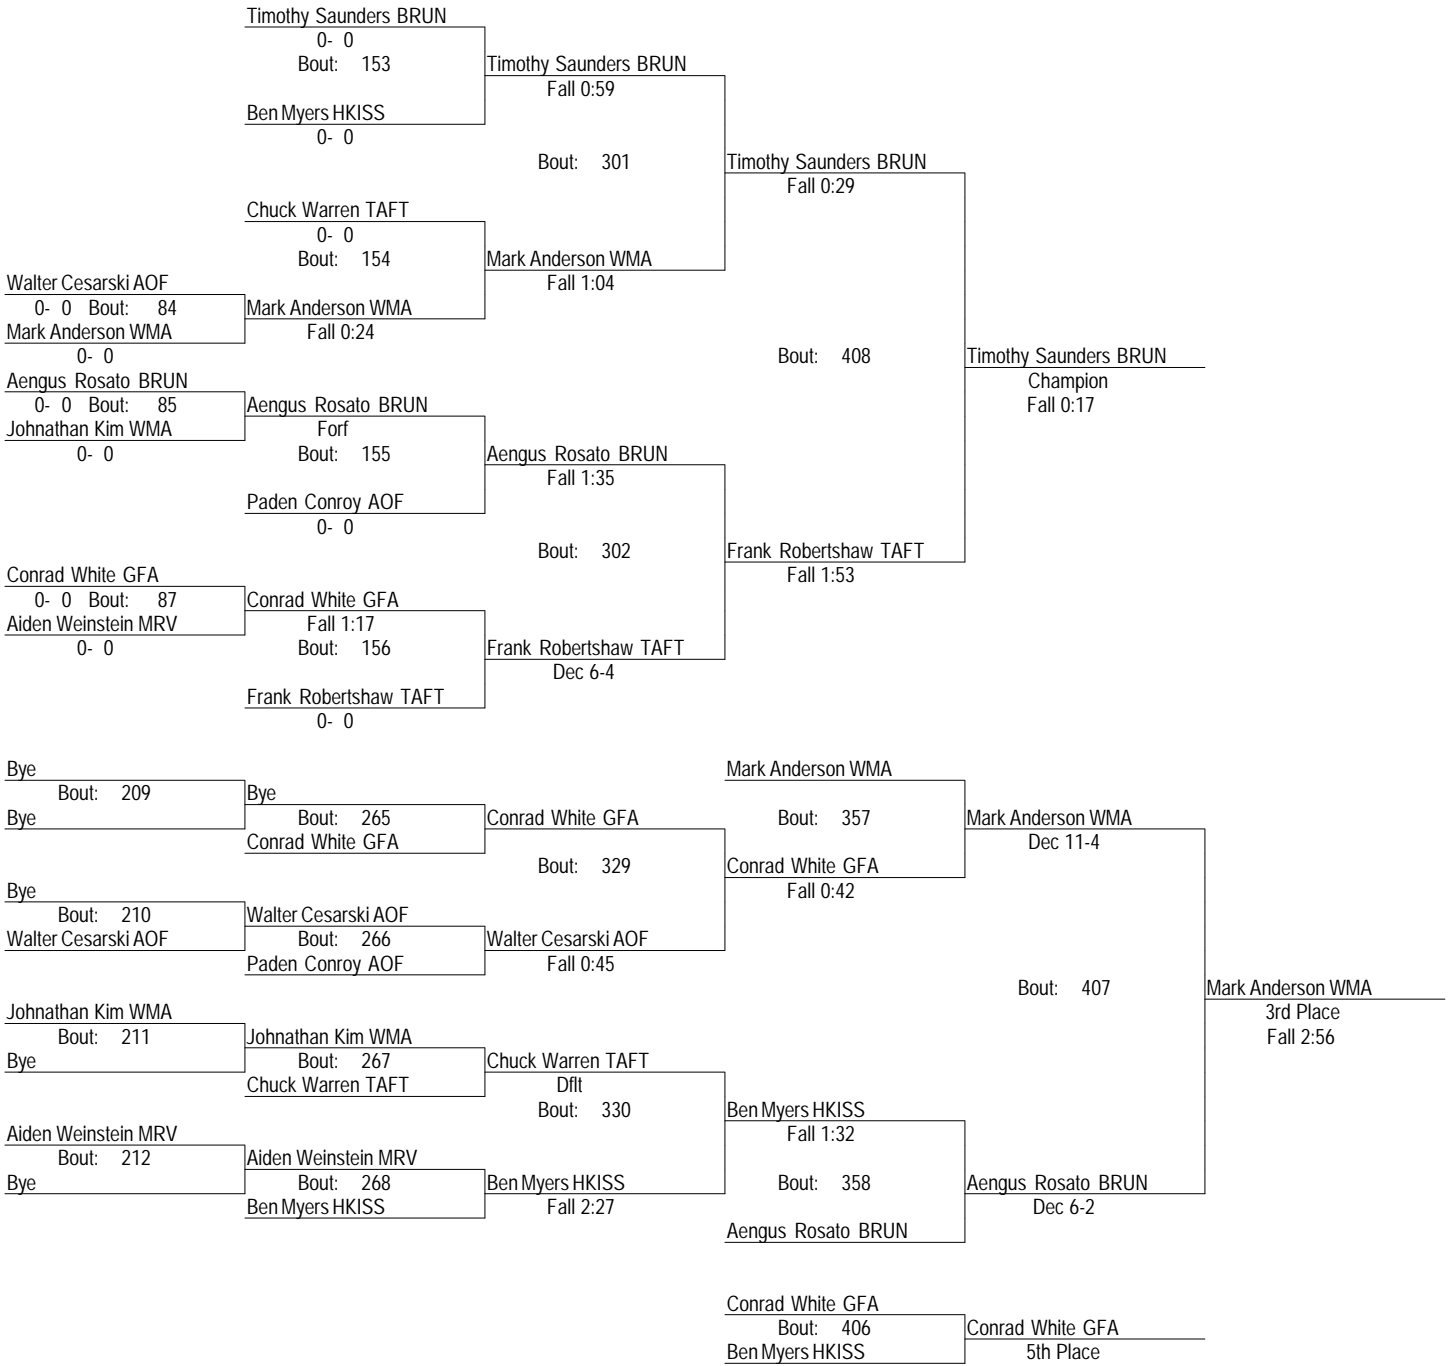 Timothy Saunders BRUN
0- 0
Bout: 153
Timothy Saunders BRUN
Fall 0:59
Ben Myers HKISS
0- 0
Bout: 301
Timothy Saunders BRUN
Fall 0:29
Chuck Warren TAFT
0- 0
Bout: 154
Mark Anderson WMA
Fall 1:04
Walter Cesarski AOF
0- 0 Bout: 84
Mark Anderson WMA
Fall 0:24
Mark Anderson WMA
0- 0
Bout: 408
Timothy Saunders BRUN
Champion
Fall 0:17
Aengus Rosato BRUN
0- 0 Bout: 85
Aengus Rosato BRUN
Forf
Johnathan Kim WMA
0- 0
Bout: 155
Aengus Rosato BRUN
Fall 1:35
Paden Conroy AOF
0- 0
Bout: 302
Frank Robertshaw TAFT
Fall 1:53
Conrad White GFA
0- 0 Bout: 87
Conrad White GFA
Fall 1:17
Aiden Weinstein MRV
0- 0
Bout: 156
Frank Robertshaw TAFT
Dec 6-4
Frank Robertshaw TAFT
0- 0
Bye
Bout: 209
Bye
Bye
Bout: 265
Conrad White GFA
Conrad White GFA
Mark Anderson WMA
Bout: 357
Mark Anderson WMA
Dec 11-4
Bout: 329
Conrad White GFA
Fall 0:42
Bye
Bout: 210
Walter Cesarski AOF
Walter Cesarski AOF
Bout: 266
Paden Conroy AOF
Walter Cesarski AOF
Fall 0:45
Bout: 407
Mark Anderson WMA
3rd Place
Fall 2:56
Johnathan Kim WMA
Bout: 211
Bye
Johnathan Kim WMA
Bout: 267
Chuck Warren TAFT
Chuck Warren TAFT
Dflt
Bout: 330
Ben Myers HKISS
Fall 1:32
Aiden Weinstein MRV
Bout: 212
Bye
Aiden Weinstein MRV
Bout: 268
Ben Myers HKISS
Ben Myers HKISS
Fall 2:27
Bout: 358
Aengus Rosato BRUN
Dec 6-2
Aengus Rosato BRUN
Conrad White GFA
Bout: 406
Ben Myers HKISS
Conrad White GFA
5th Place